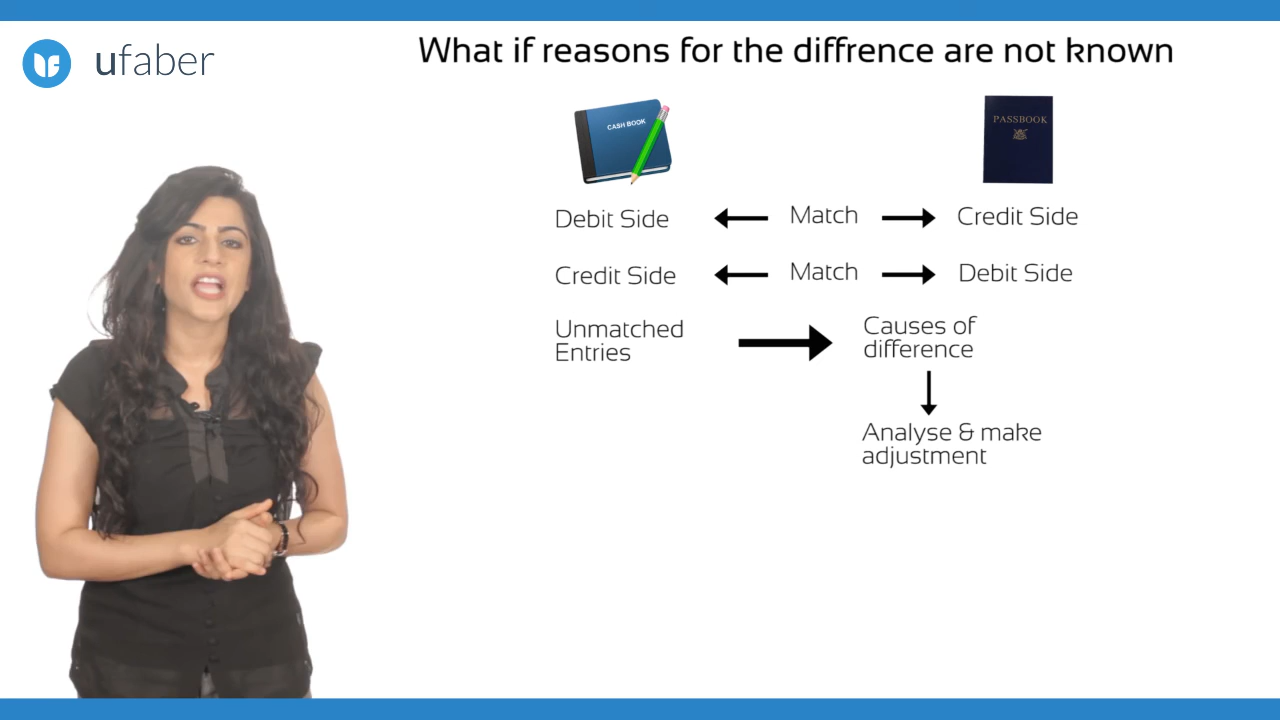 ufaber
What if reasons for the diffrence are not known
CASH BOOK
PASSBOOK
Debit Side
Match
Credit Side
Credit Side
Match
Debit Side
Unmatched
Entries
Causes of
difference
Analyse & make
adjustment